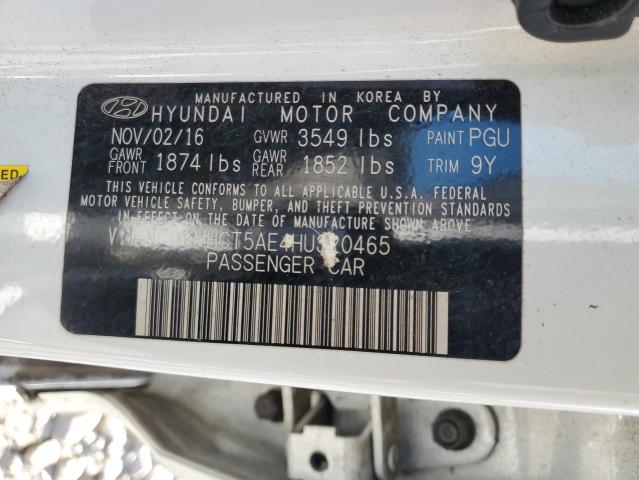 MANUFACTURED IN KOREA BY
HYUNDAI MOTOR COMPANY
NOV/02/16 GVWR 3549 lbs PAINT PGU
GAWR FRONT 1874 lbs GAWR REAR 1852 lbs TRIM 9Y
THIS VEHICLE CONFORMS TO ALL APPLICABLE U.S.A. FEDERAL
MOTOR VEHICLE SAFETY, BUMPER, AND THEFT PREVENTION STANDARDS
IN EFFECT ON THE DATE OF MANUFACTURE SHOWN ABOVE.
PASSENGER CAR
ED.